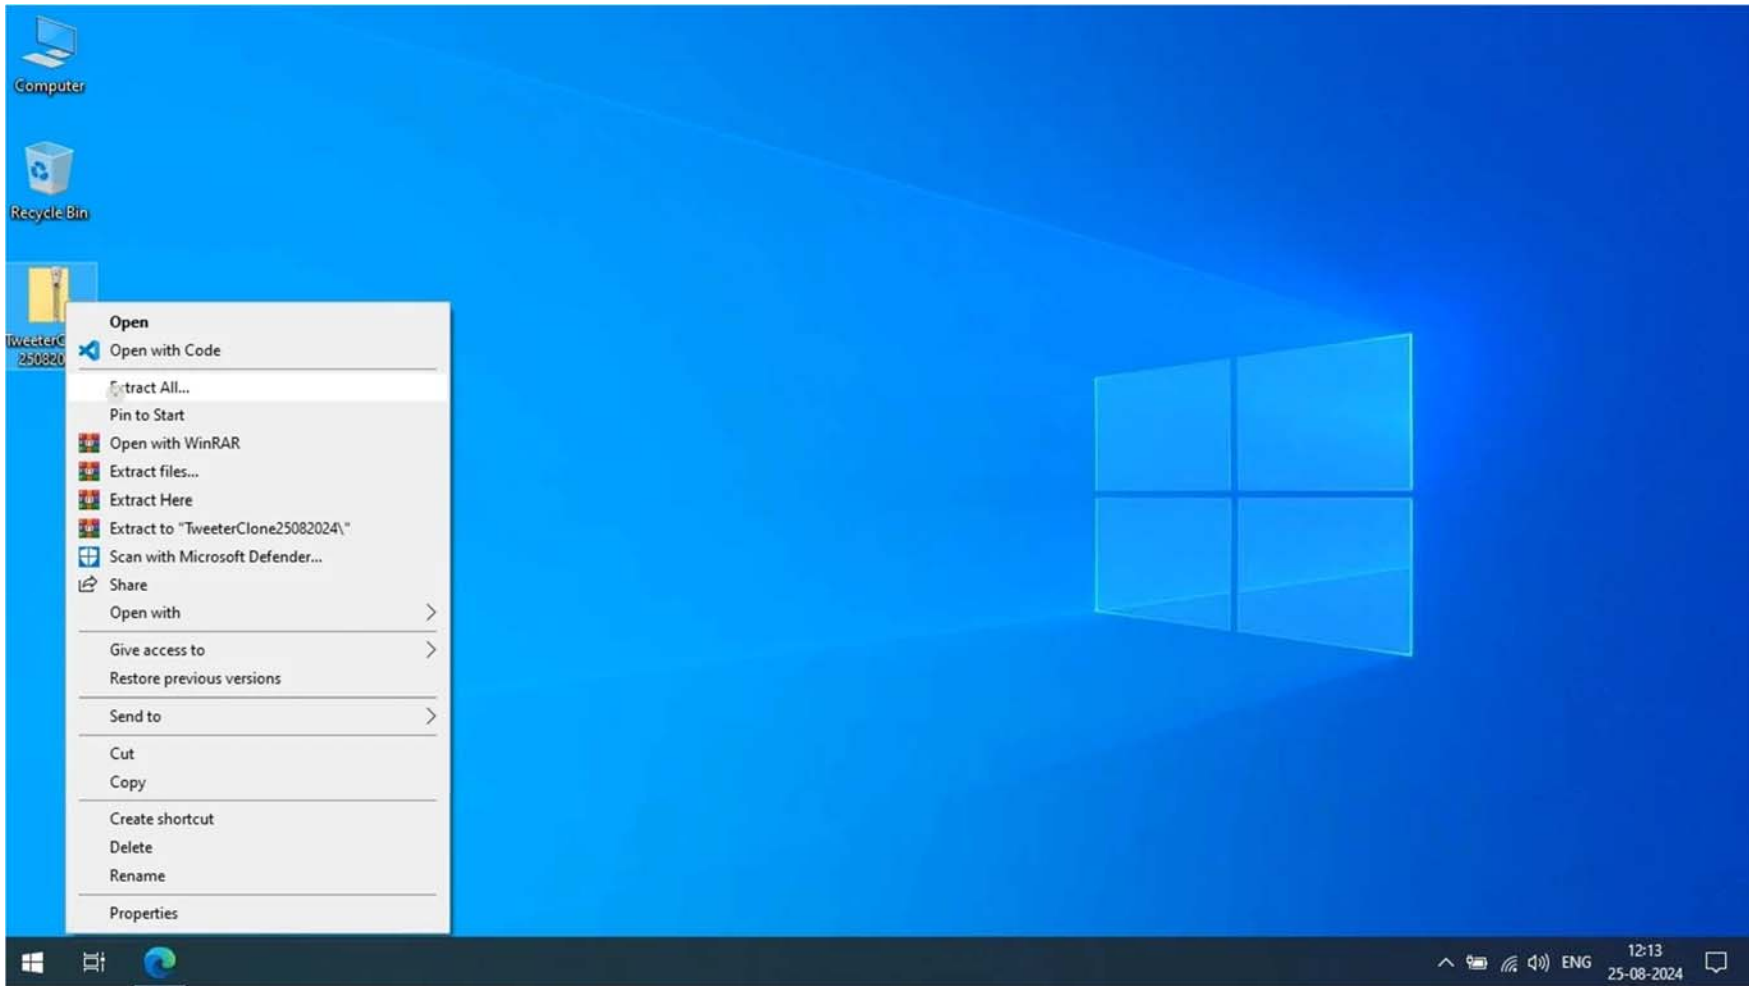 Computer
Recycle Bin
TweeterC
250820
Open
Open with Code
Extract All...
Pin to Start
Open with WinRAR
Extract files...
Extract Here
Extract to "TweeterClone25082024\"
Scan with Microsoft Defender...
Share
Open with
Give access to
Restore previous versions
Send to
Cut
Copy
Create shortcut
Delete
Rename
Properties
ENG
12:13
25-08-2024